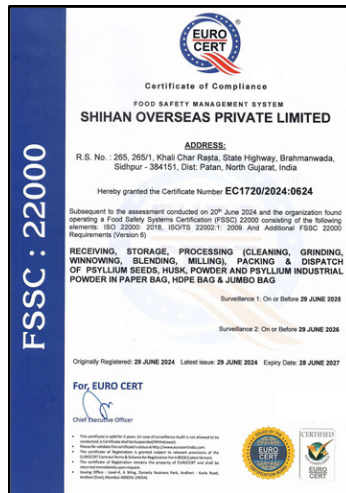 EURO
CERT
Certificate of Compliance
FOOD SAFETY MANAGEMENT SYSTEM
SHIHAN OVERSEAS PRIVATE LIMITED
ADDRESS:
R.S. No. : 265, 265/1, Khali Char Rasta, State Highway, Brahmanwada,
Sidhpur - 384151, Dist: Patan, North Gujarat, India
Hereby granted the Certificate Number EC1720/2024:0624
Subsequent to the assessment conducted on 20th June 2024 and the organization found
operating a Food Safety Systems Certification (FSSC) 22000 consisting of the following
elements: ISO 22000: 2018, ISO/TS 22002:1: 2009 And Additional FSSC 22000
Requirements (Version 6)
RECEIVING, STORAGE, PROCESSING (CLEANING, GRINDING,
WINNOWING, BLENDING, MILLING), PACKING & DISPATCH
OF PSYLLIUM SEEDS, HUSK, POWDER AND PSYLLIUM INDUSTRIAL
POWDER IN PAPER BAG, HDPE BAG & JUMBO BAG
Surveillance 1: On or Before 29 JUNE 2025
Surveillance 2: On or Before 29 JUNE 2026
Originally Registered: 29 JUNE 2024 Latest issue: 29 JUNE 2024 Expiry Date: 28 JUNE 2027
For, EURO CERT
Chief Executive Officer
FSSC : 22000
EURO
CERT
CERTIFIED